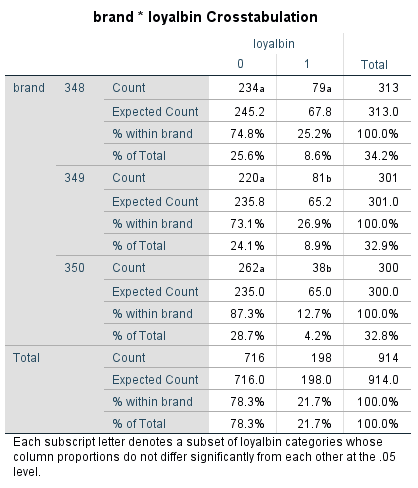 brand * loyalbin Crosstabulation
loyalbin
0 1 Total
brand 348 Count 234a 79a 313
Expected Count 245.2 67.8 313.0
% within brand 74.8% 25.2% 100.0%
% of Total 25.6% 8.6% 34.2%
349 Count 220a 81b 301
Expected Count 235.8 65.2 301.0
% within brand 73.1% 26.9% 100.0%
% of Total 24.1% 8.9% 32.9%
350 Count 262a 38b 300
Expected Count 235.0 65.0 300.0
% within brand 87.3% 12.7% 100.0%
% of Total 28.7% 4.2% 32.8%
Total Count 716 198 914
Expected Count 716.0 198.0 914.0
% within brand 78.3% 21.7% 100.0%
% of Total 78.3% 21.7% 100.0%
Each subscript letter denotes a subset of loyalbin categories whose
column proportions do not differ significantly from each other at the .05
level.